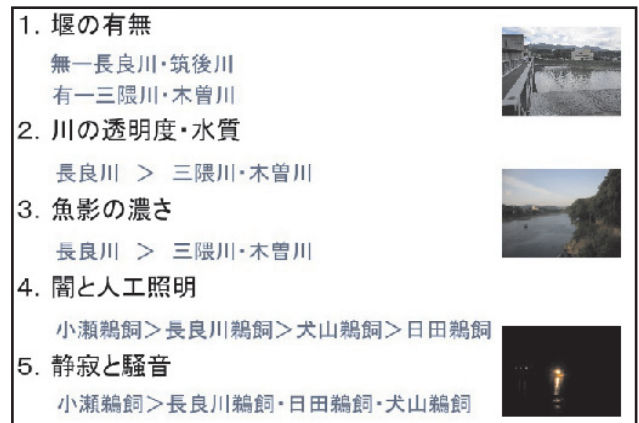 1. 堰の有無
無ー長良川・筑後川
有ー三隈川・木曽川
2. 川の透明度・水質
長良川 ＞ 三隈川・木曽川
3. 魚影の濃さ
長良川 ＞ 三隈川・木曽川
4. 闇と人工照明
小瀬鵜飼＞長良川鵜飼＞犬山鵜飼＞日田鵜飼
5. 静寂と騒音
小瀬鵜飼＞長良川鵜飼・日田鵜飼・犬山鵜飼